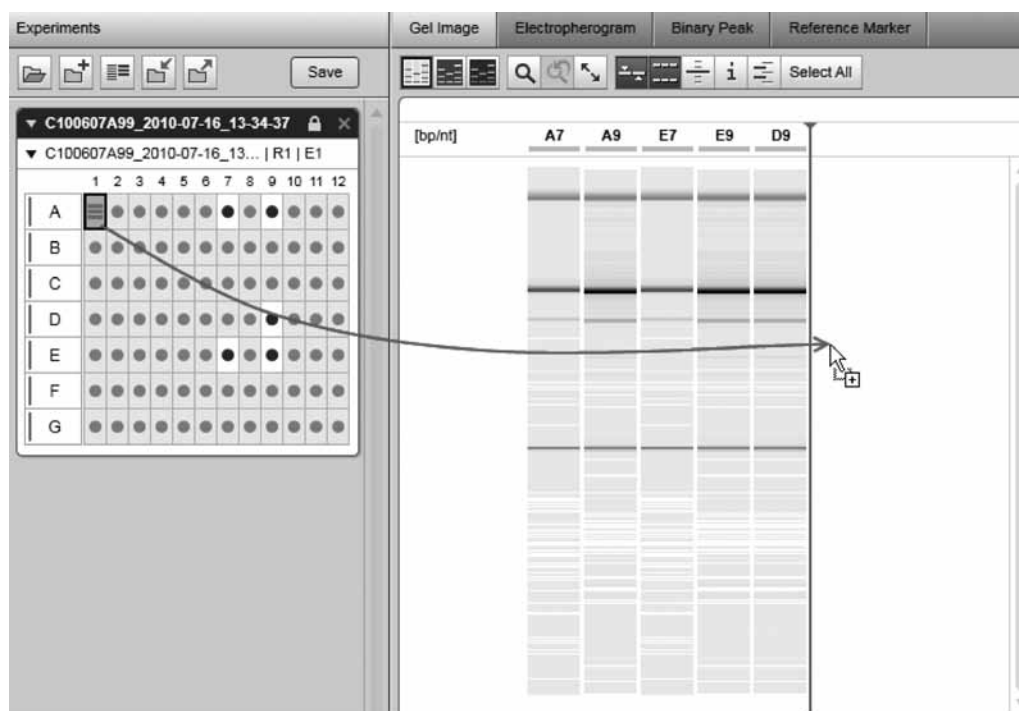 Experiments
Gel Image Electropherogram Binary Peak Reference Marker
Save
i Select All
C100607A99_2010-07-16_13-34-37
C100607A99_2010-07-16_13... | R1 | E1
1 2 3 4 5 6 7 8 9 10 11 12
A
B
C
D
E
F
G
[bp/nt] A7 A9 E7 E9 D9